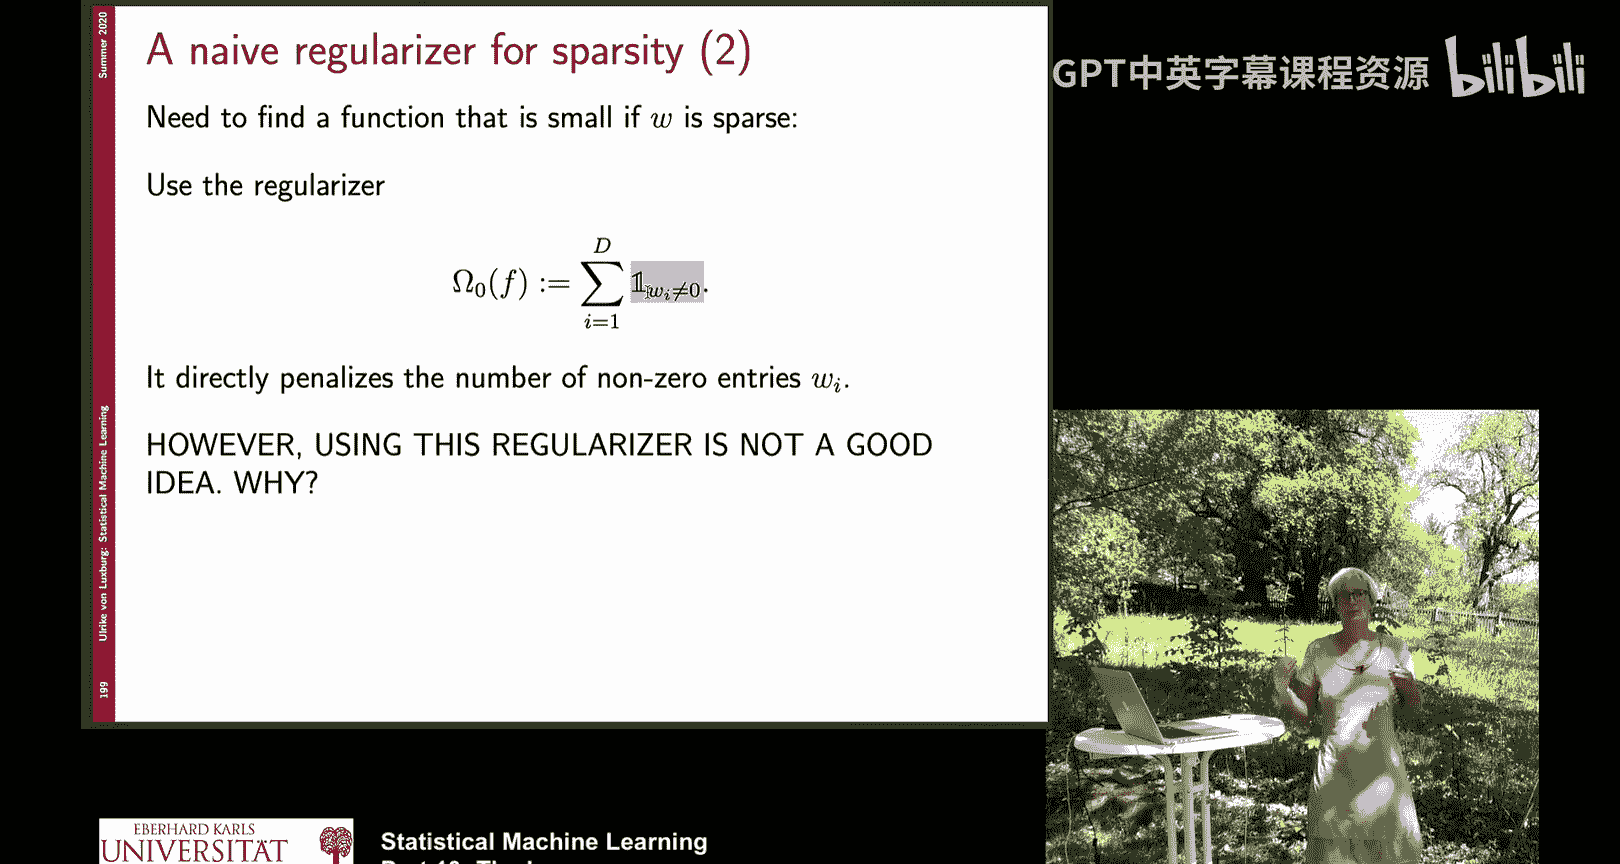 A naive regularizer for sparsity (2)
Need to find a function that is small if w is sparse:
Use the regularizer
Ω₀(f) := ∑_{i=1}^{D} 𝟙_{w_i≠0}.
It directly penalizes the number of non-zero entries w_i.
HOWEVER, USING THIS REGULARIZER IS NOT A GOOD
IDEA. WHY?
Summer 2020
Ulrike von Luxburg: Statistical Machine Learning
199
GPT中英字幕课程资源
bilibili
EBERHARD KARLS
UNIVERSITÄT
Statistical Machine Learning